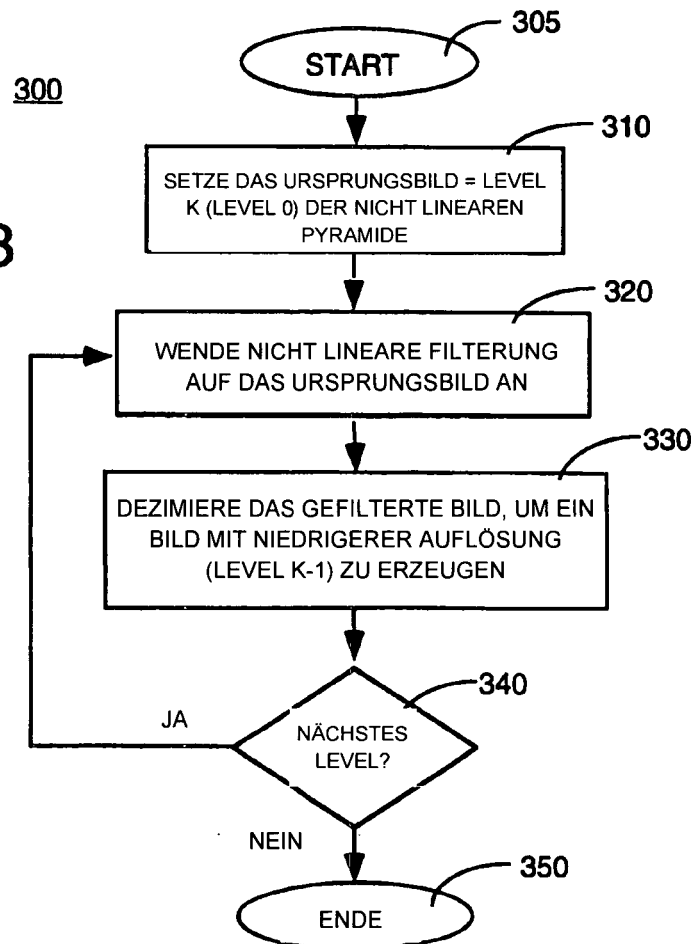 305
START
300
310
SETZE DAS URSPRUNGSBILD = LEVEL
K (LEVEL 0) DER NICHT LINEAREN
PYRAMIDE
3
320
WENDE NICHT LINEARE FILTERUNG
AUF DAS URSPRUNGSBILD AN
330
DEZIMIERE DAS GEFILTERTE BILD, UM EIN
BILD MIT NIEDRIGERER AUFLÖSUNG
(LEVEL K-1) ZU ERZEUGEN
340
JA
NÄCHSTES
LEVEL?
NEIN
350
ENDE